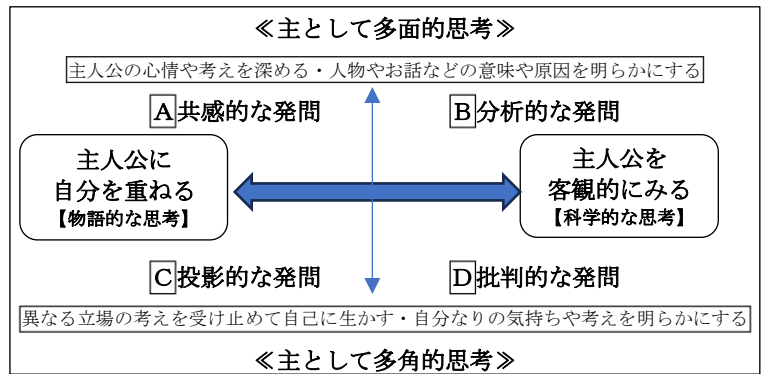 ≪主として多面的思考≫
主人公の心情や考えを深める・人物やお話などの意味や原因を明らかにする
A共感的な発問
B分析的な発問
主人公に
自分を重ねる
【物語的な思考】
主人公を
客観的にみる
【科学的な思考】
C投影的な発問
D批判的な発問
異なる立場の考えを受け止めて自己に生かす・自分なりの気持ちや考えを明らかにする
≪主として多角的思考≫